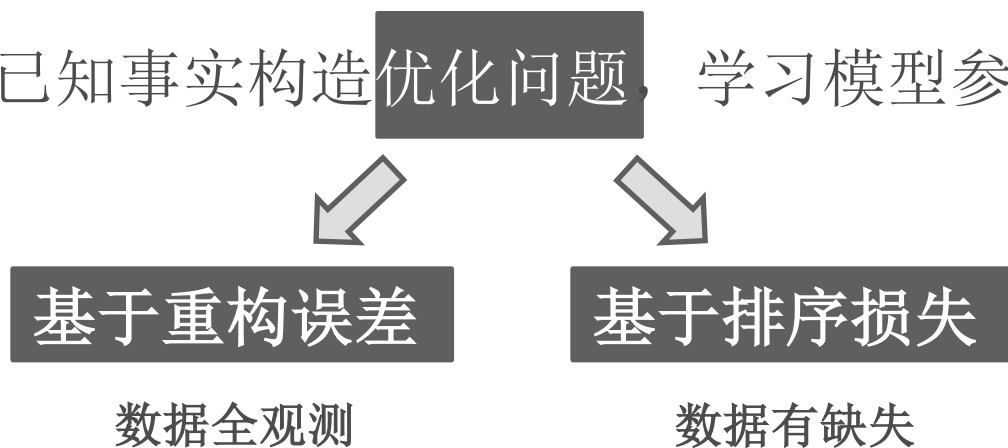 已知事实构造优化问题，学习模型参
基于重构误差
基于排序损失
数据全观测
数据有缺失